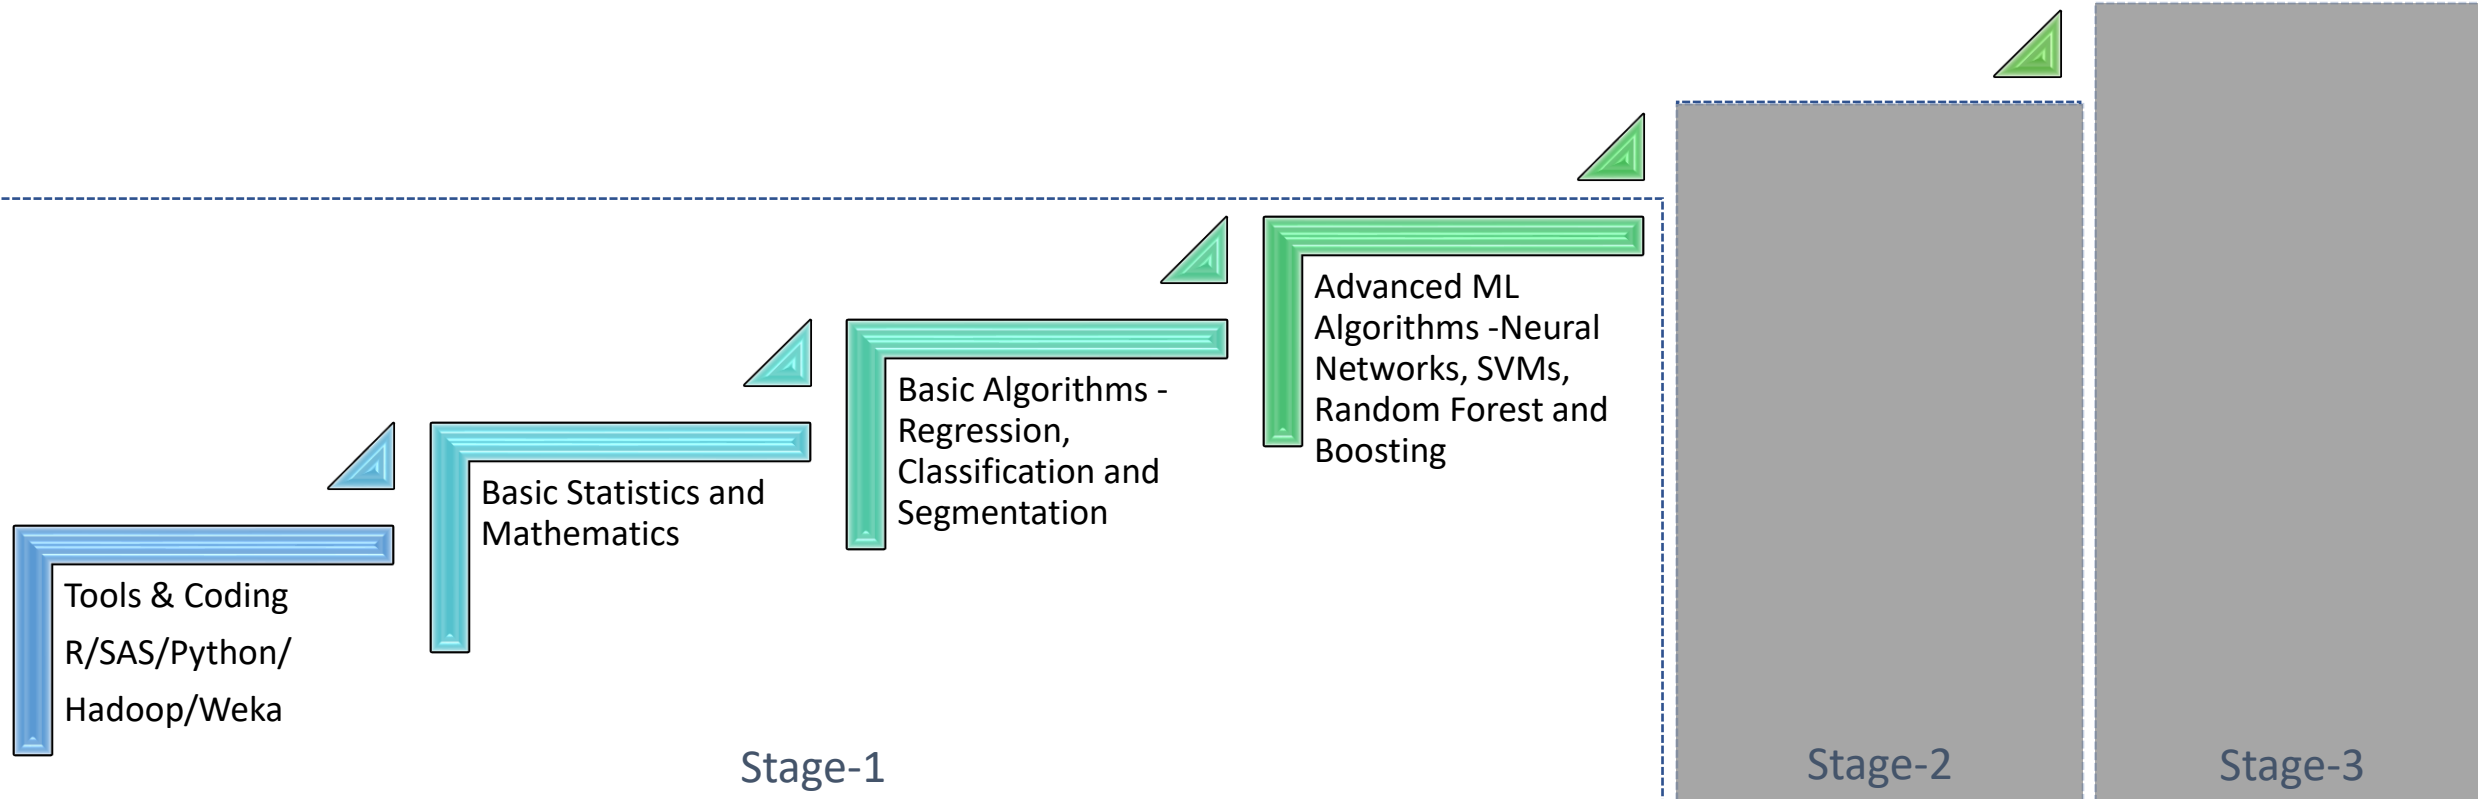 Tools & Coding
R/SAS/Python/
Hadoop/Weka
Basic Statistics and
Mathematics
Basic Algorithms -
Regression,
Classification and
Segmentation
Advanced ML
Algorithms -Neural
Networks, SVMs,
Random Forest and
Boosting
Stage-1
Stage-2
Stage-3